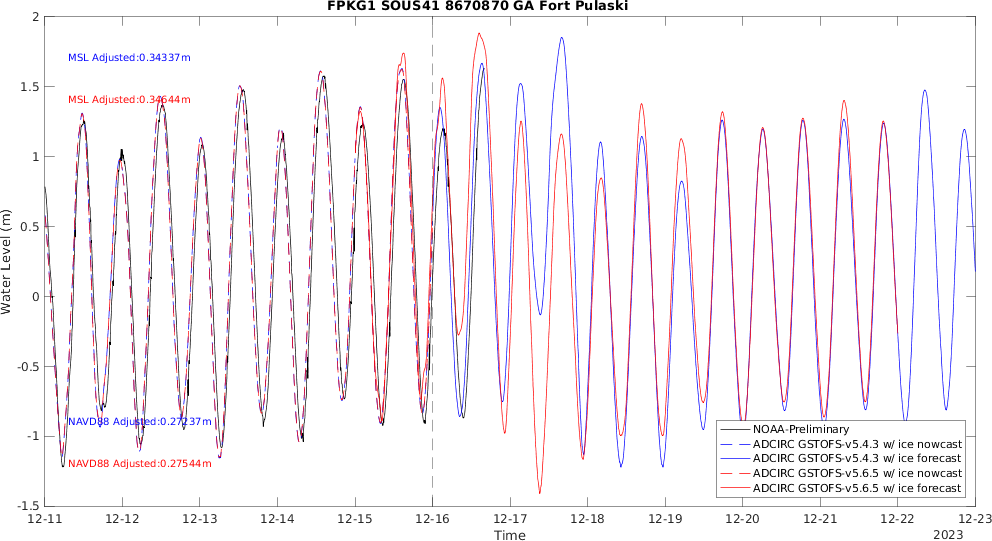 FPKG1 SOUS41 8670870 GA Fort Pulaski
2
1.5
1
0.5
0
-0.5
-1
-1.5
Water Level (m)
MSL Adjusted:0.34337m
MSL Adjusted:0.34644m
NAVD88 Adjusted:0.27237m
NAVD88 Adjusted:0.27544m
NOAA-Preliminary
ADCIRC GSTOFS-v5.4.3 w/ ice nowcast
ADCIRC GSTOFS-v5.4.3 w/ ice forecast
ADCIRC GSTOFS-v5.6.5 w/ ice nowcast
ADCIRC GSTOFS-v5.6.5 w/ ice forecast
12-11 12-12 12-13 12-14 12-15 12-16 12-17 12-18 12-19 12-20 12-21 12-22 12-23
Time
2023